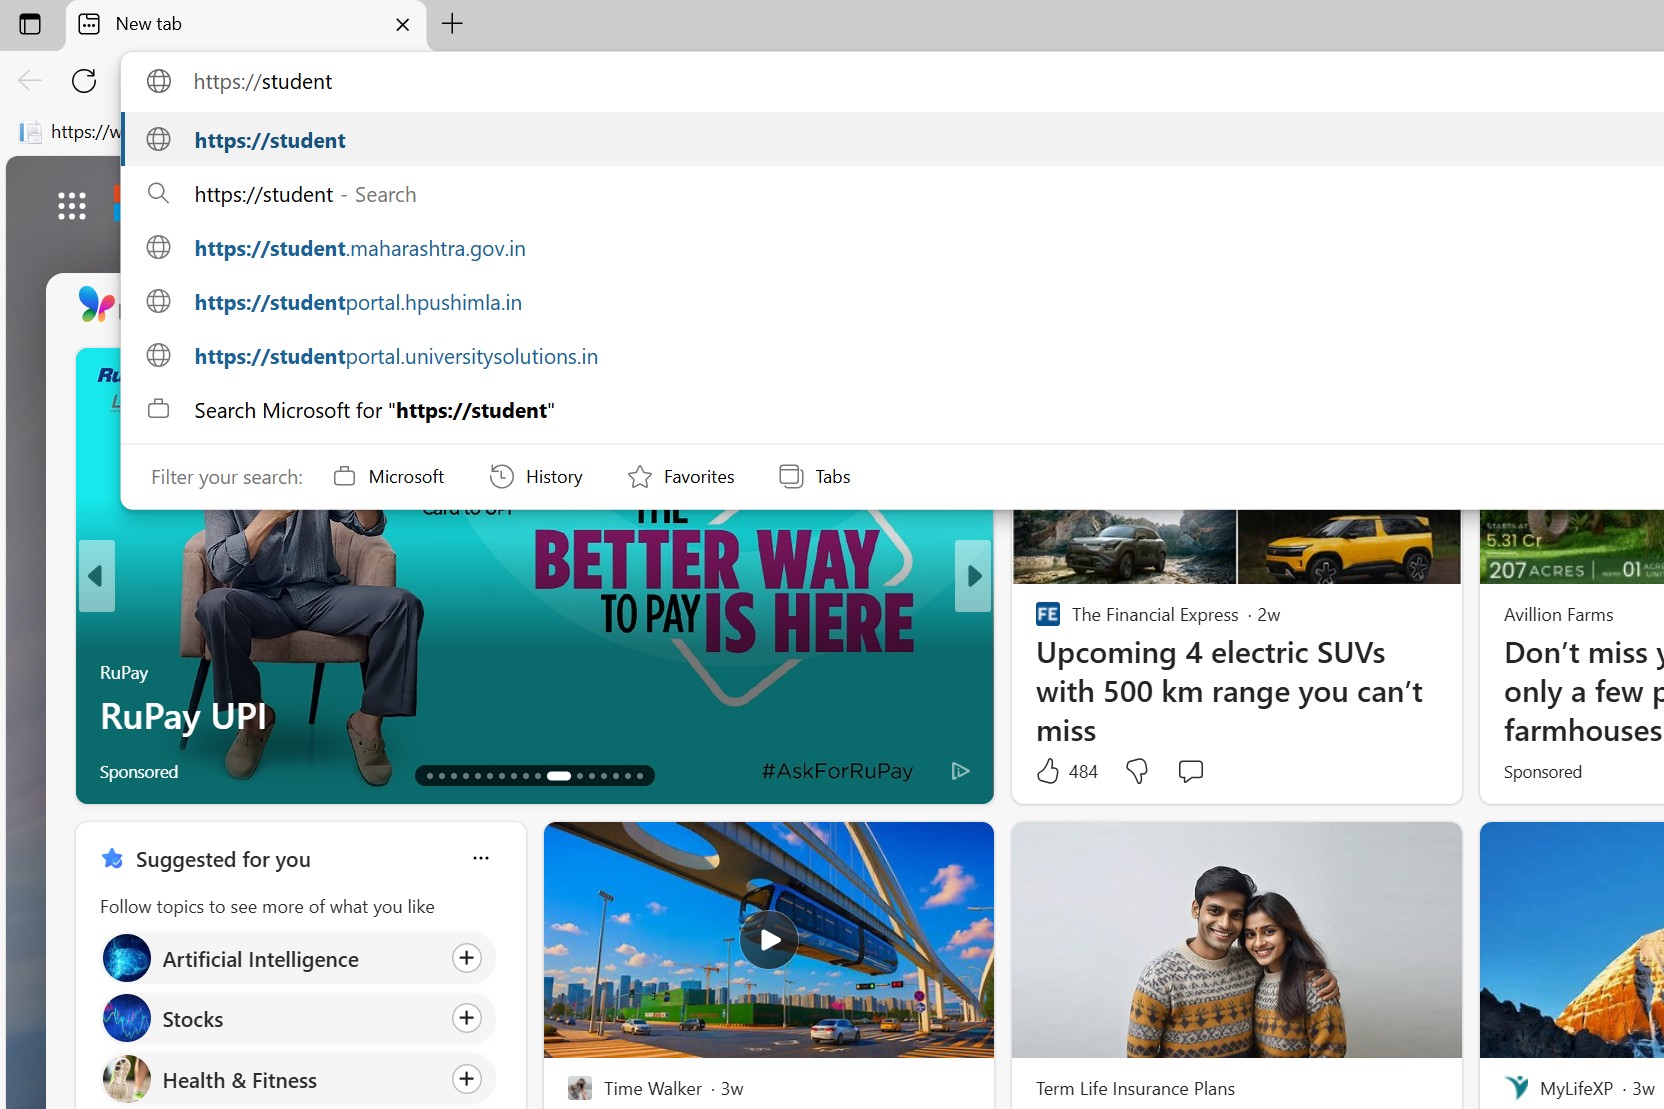 New tab
https://student
https://w
https://student
https://student - Search
https://student.maharashtra.gov.in
https://studentportal.hpushimla.in
https://studentportal.universitysolutions.in
Search Microsoft for "https://student"
Filter your search:
Microsoft
History
Favorites
Tabs
Card to UPI
THE
BETTER WAY
TO PAY IS HERE
RuPay
RuPay UPI
Sponsored
#AskForRuPay
FE
The Financial Express · 2w
Upcoming 4 electric SUVs
with 500 km range you can't
miss
484
STARTS AT
5.31 Cr
207 ACRES
01
Avillion Farms
Don't miss
only a few
farmhouses
Sponsored
Suggested for you
Follow topics to see more of what you like
Artificial Intelligence
Stocks
Health & Fitness
Time Walker · 3w
Term Life Insurance Plans
MyLifeXP · 3w